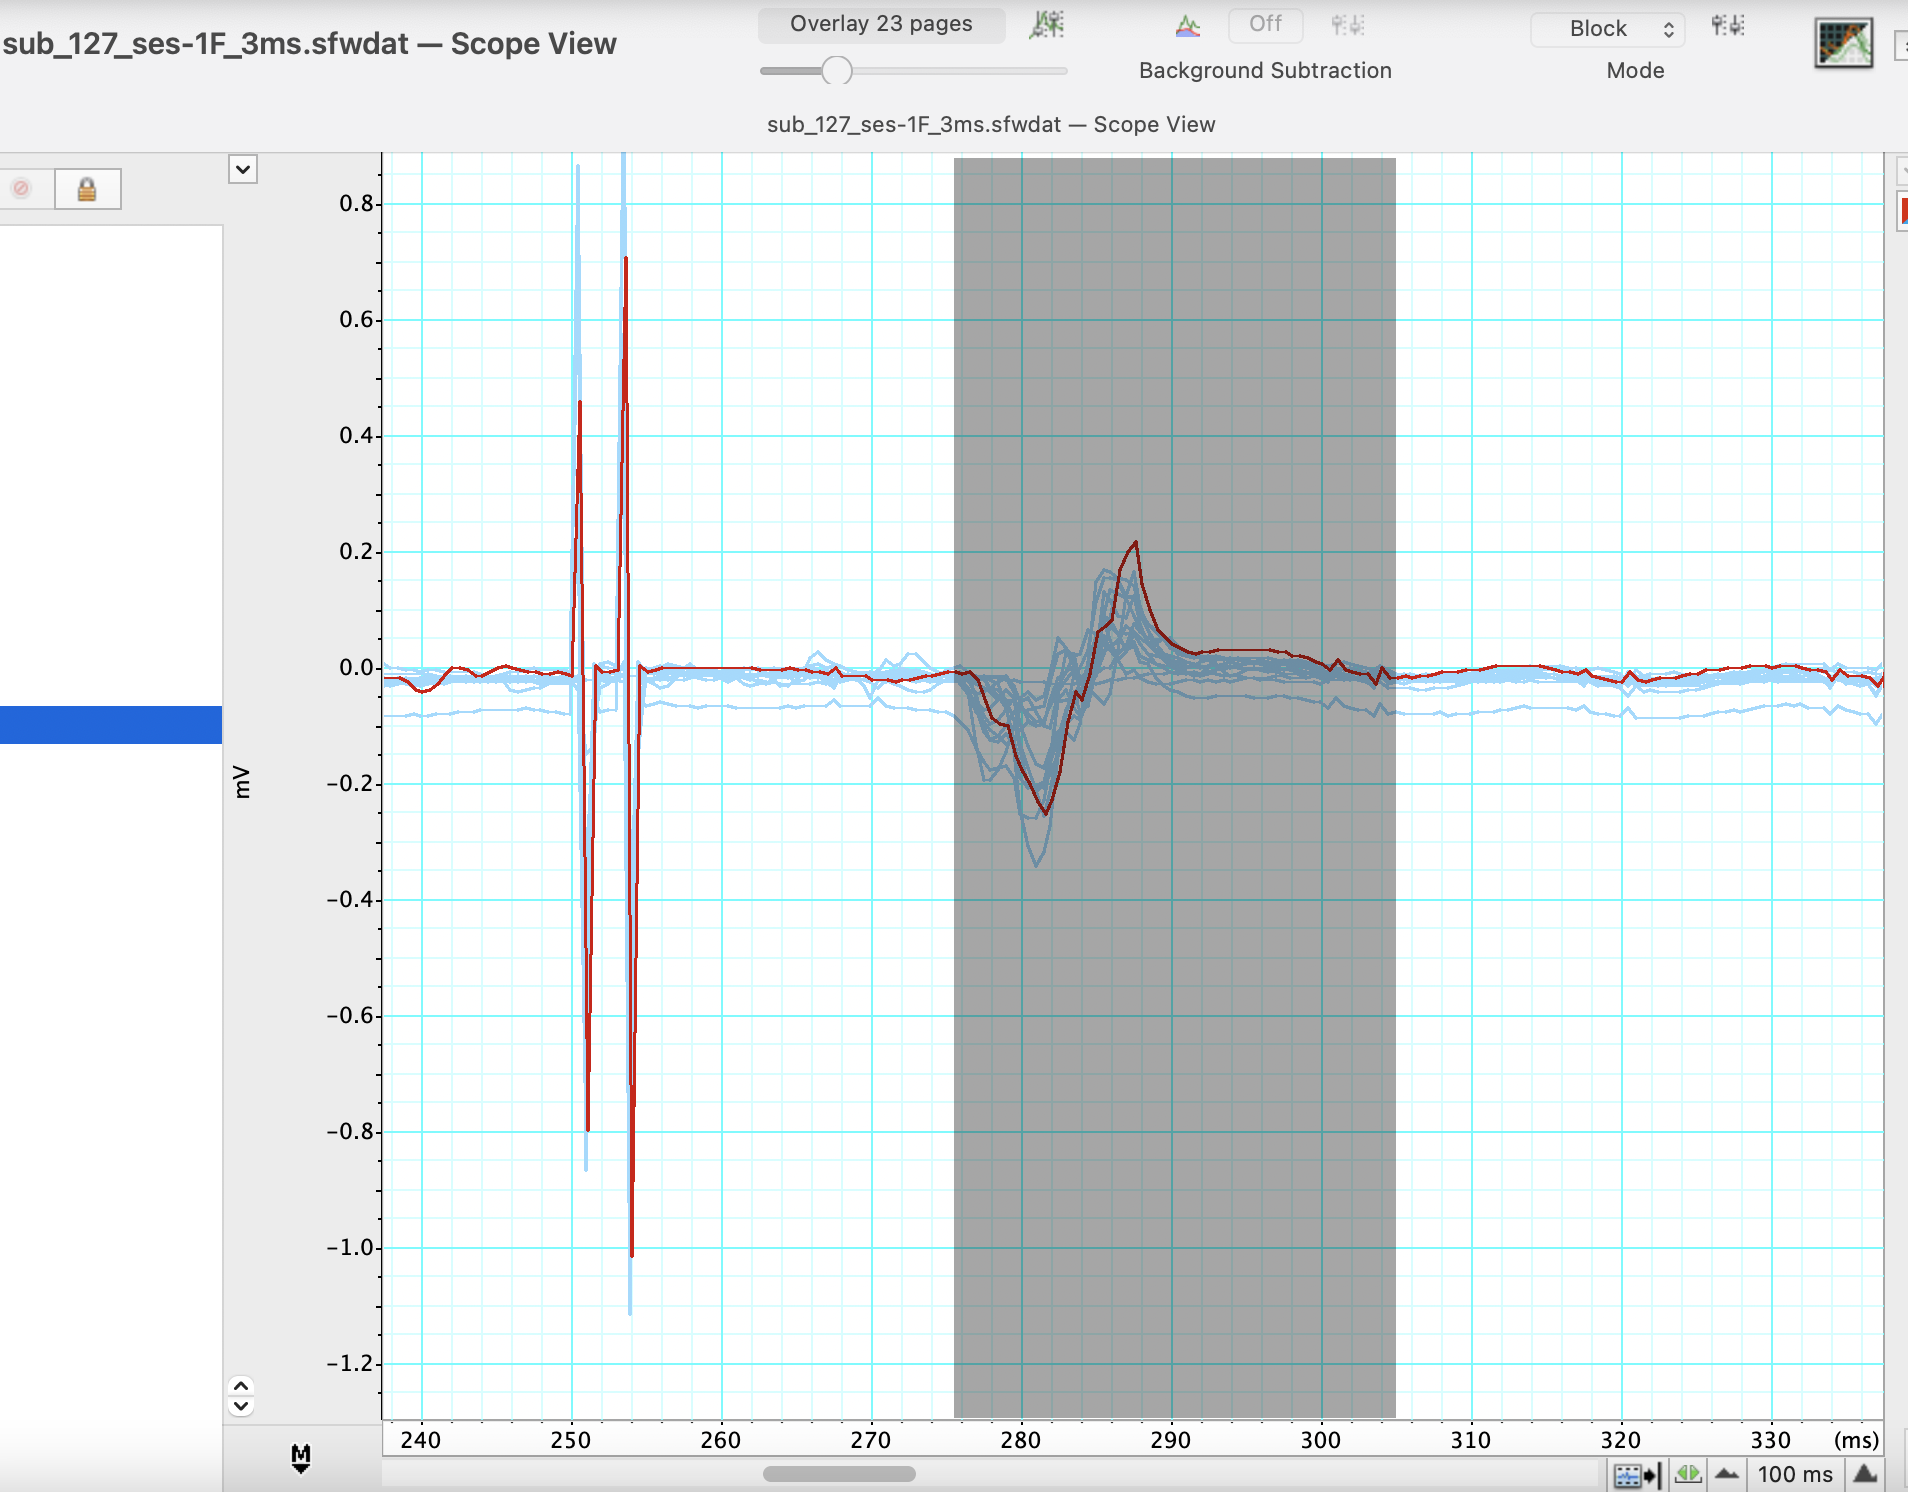 sub_127_ses-1F_3ms.sfwdat — Scope View
Overlay 23 pages
Off
Background Subtraction
Block
Mode
sub_127_ses-1F_3ms.sfwdat — Scope View
0.8
0.6
0.4
0.2
0.0
−0.2
−0.4
−0.6
−0.8
−1.0
−1.2
mV
240 250 260 270 280 290 300 310 320 330 (ms)
M
100 ms